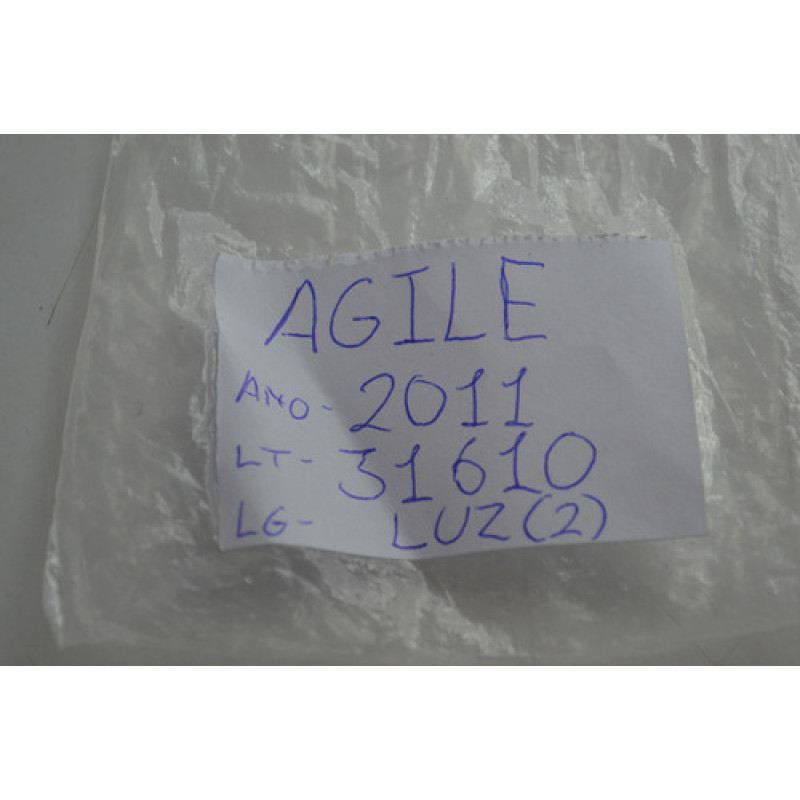 AGILE
ANO- 2011
LT- 31610
LG- LUZ(2)